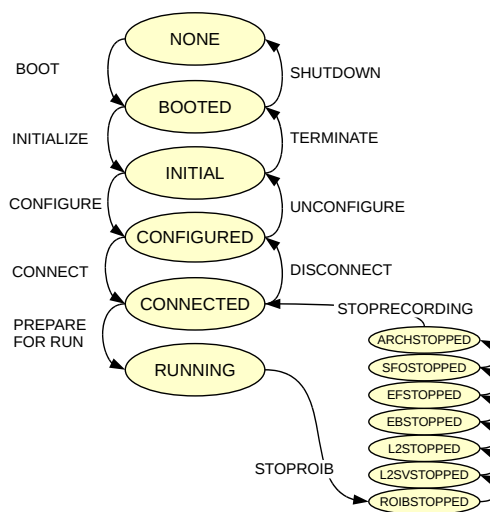 NONE
BOOT
SHUTDOWN
BOOTED
INITIALIZE
TERMINATE
INITIAL
CONFIGURE
UNCONFIGURE
CONFIGURED
CONNECT
DISCONNECT
CONNECTED
STOPRECORDING
PREPARE
FOR RUN
ARCHSTOPPED
RUNNING
SFOSTOPPED
EFSTOPPED
EBSTOPPED
L2STOPPED
STOPROIB
L2SVSTOPPED
ROIBSTOPPED